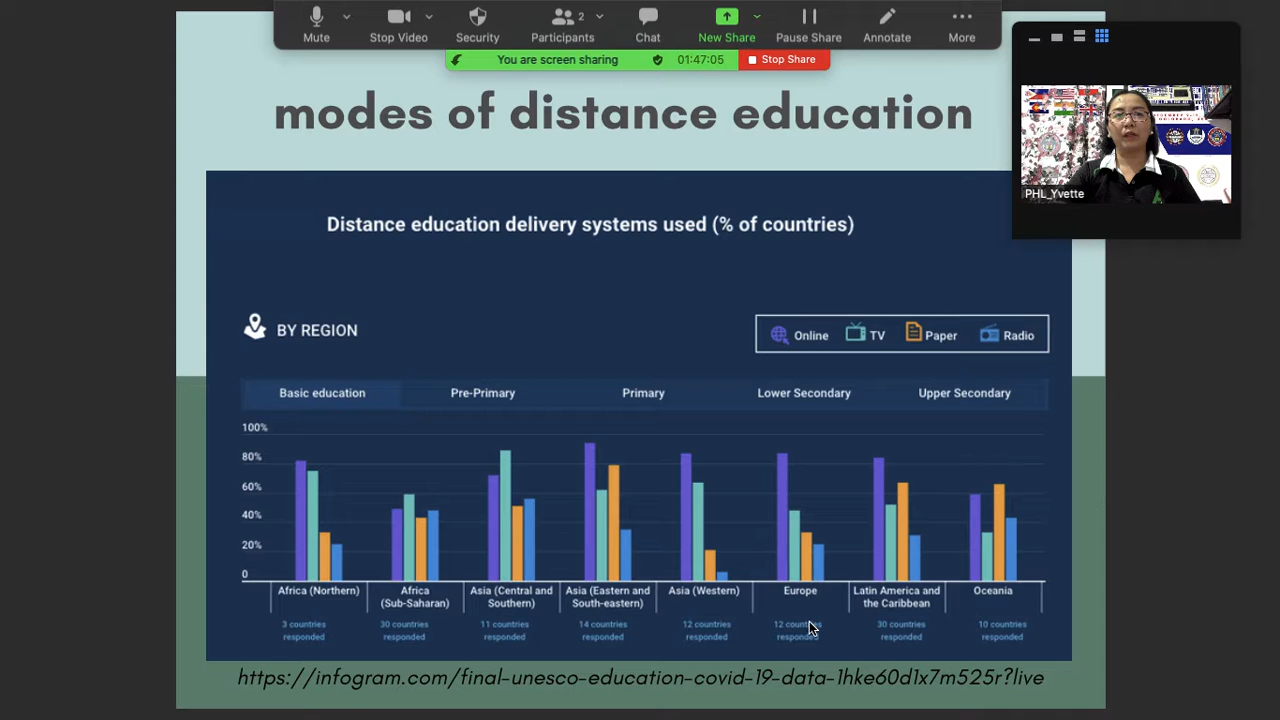 Mute
Stop Video
Security
2
Participants
Chat
New Share
Pause Share
Annotate
More
You are screen sharing
01:47:05
Stop Share
PHL_Yvette
modes of distance education
Distance education delivery systems used (% of countries)
BY REGION
Online TV Paper Radio
Basic education Pre-Primary Primary Lower Secondary Upper Secondary
100%
80%
60%
40%
20%
0
Africa (Northern)
Africa
(Sub-Saharan)
Asia (Central and
Southern)
Asia (Eastern and
South-eastern)
Asia (Western)
Europe
Latin America and
the Caribbean
Oceania
3 countries
responded
30 countries
responded
11 countries
responded
14 countries
responded
12 countries
responded
12 countries
responded
30 countries
responded
10 countries
responded
https://infogram.com/final-unesco-education-covid-19-data-1hke60d1x7m525r?live